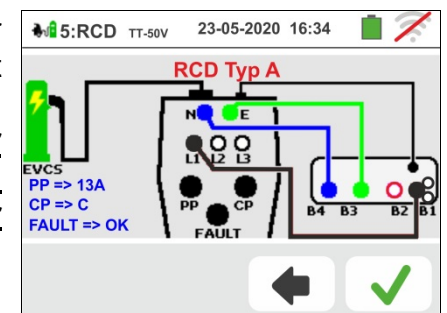 5:RCD TT-50V 23-05-2020 16:34
RCD Typ A
N E
L1 L2 L3
EVCS
PP => 13A
CP => C
FAULT => OK
PP CP
FAULT
B4 B3 B2 B1